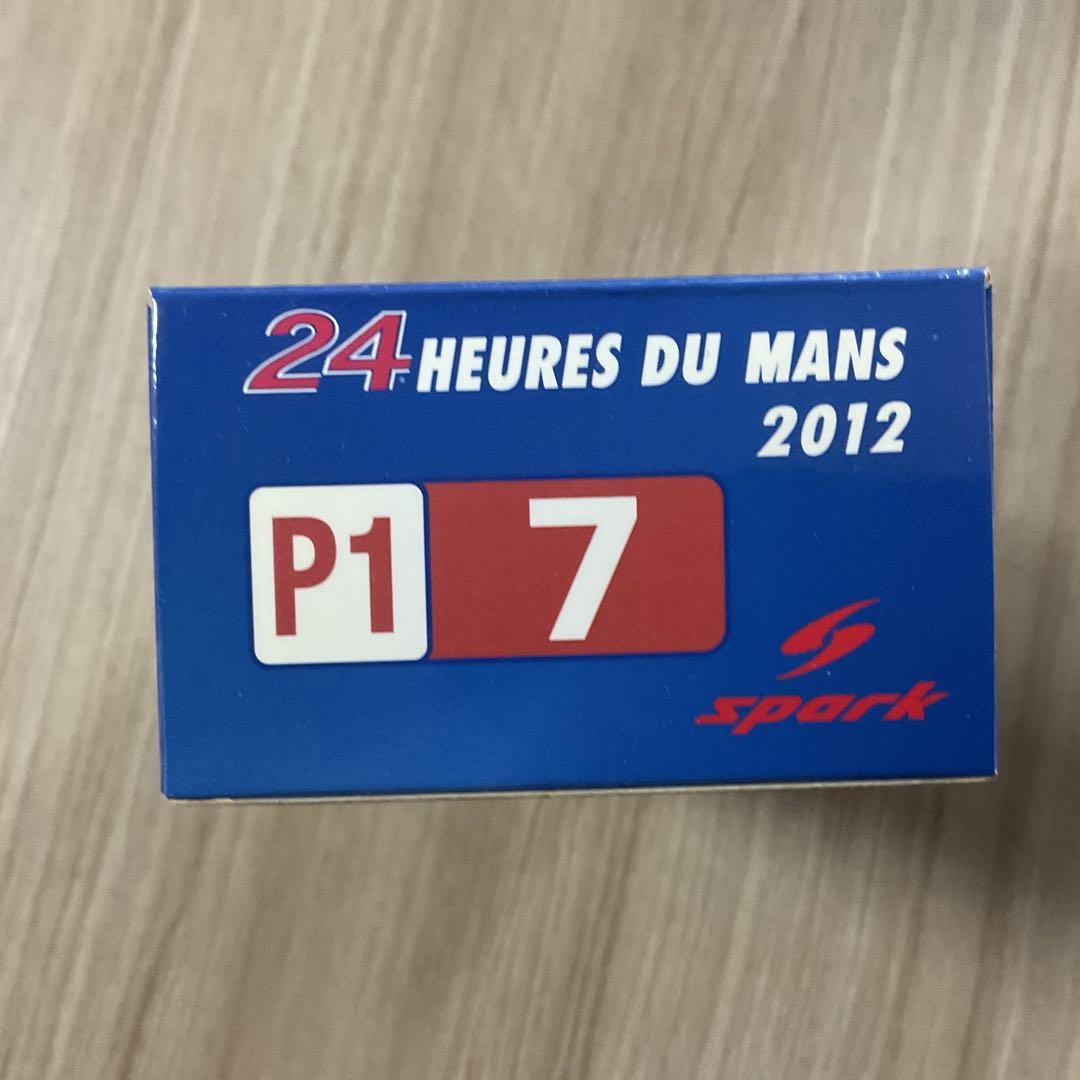 24 HEURES DU MANS
2012
P1 7
spark